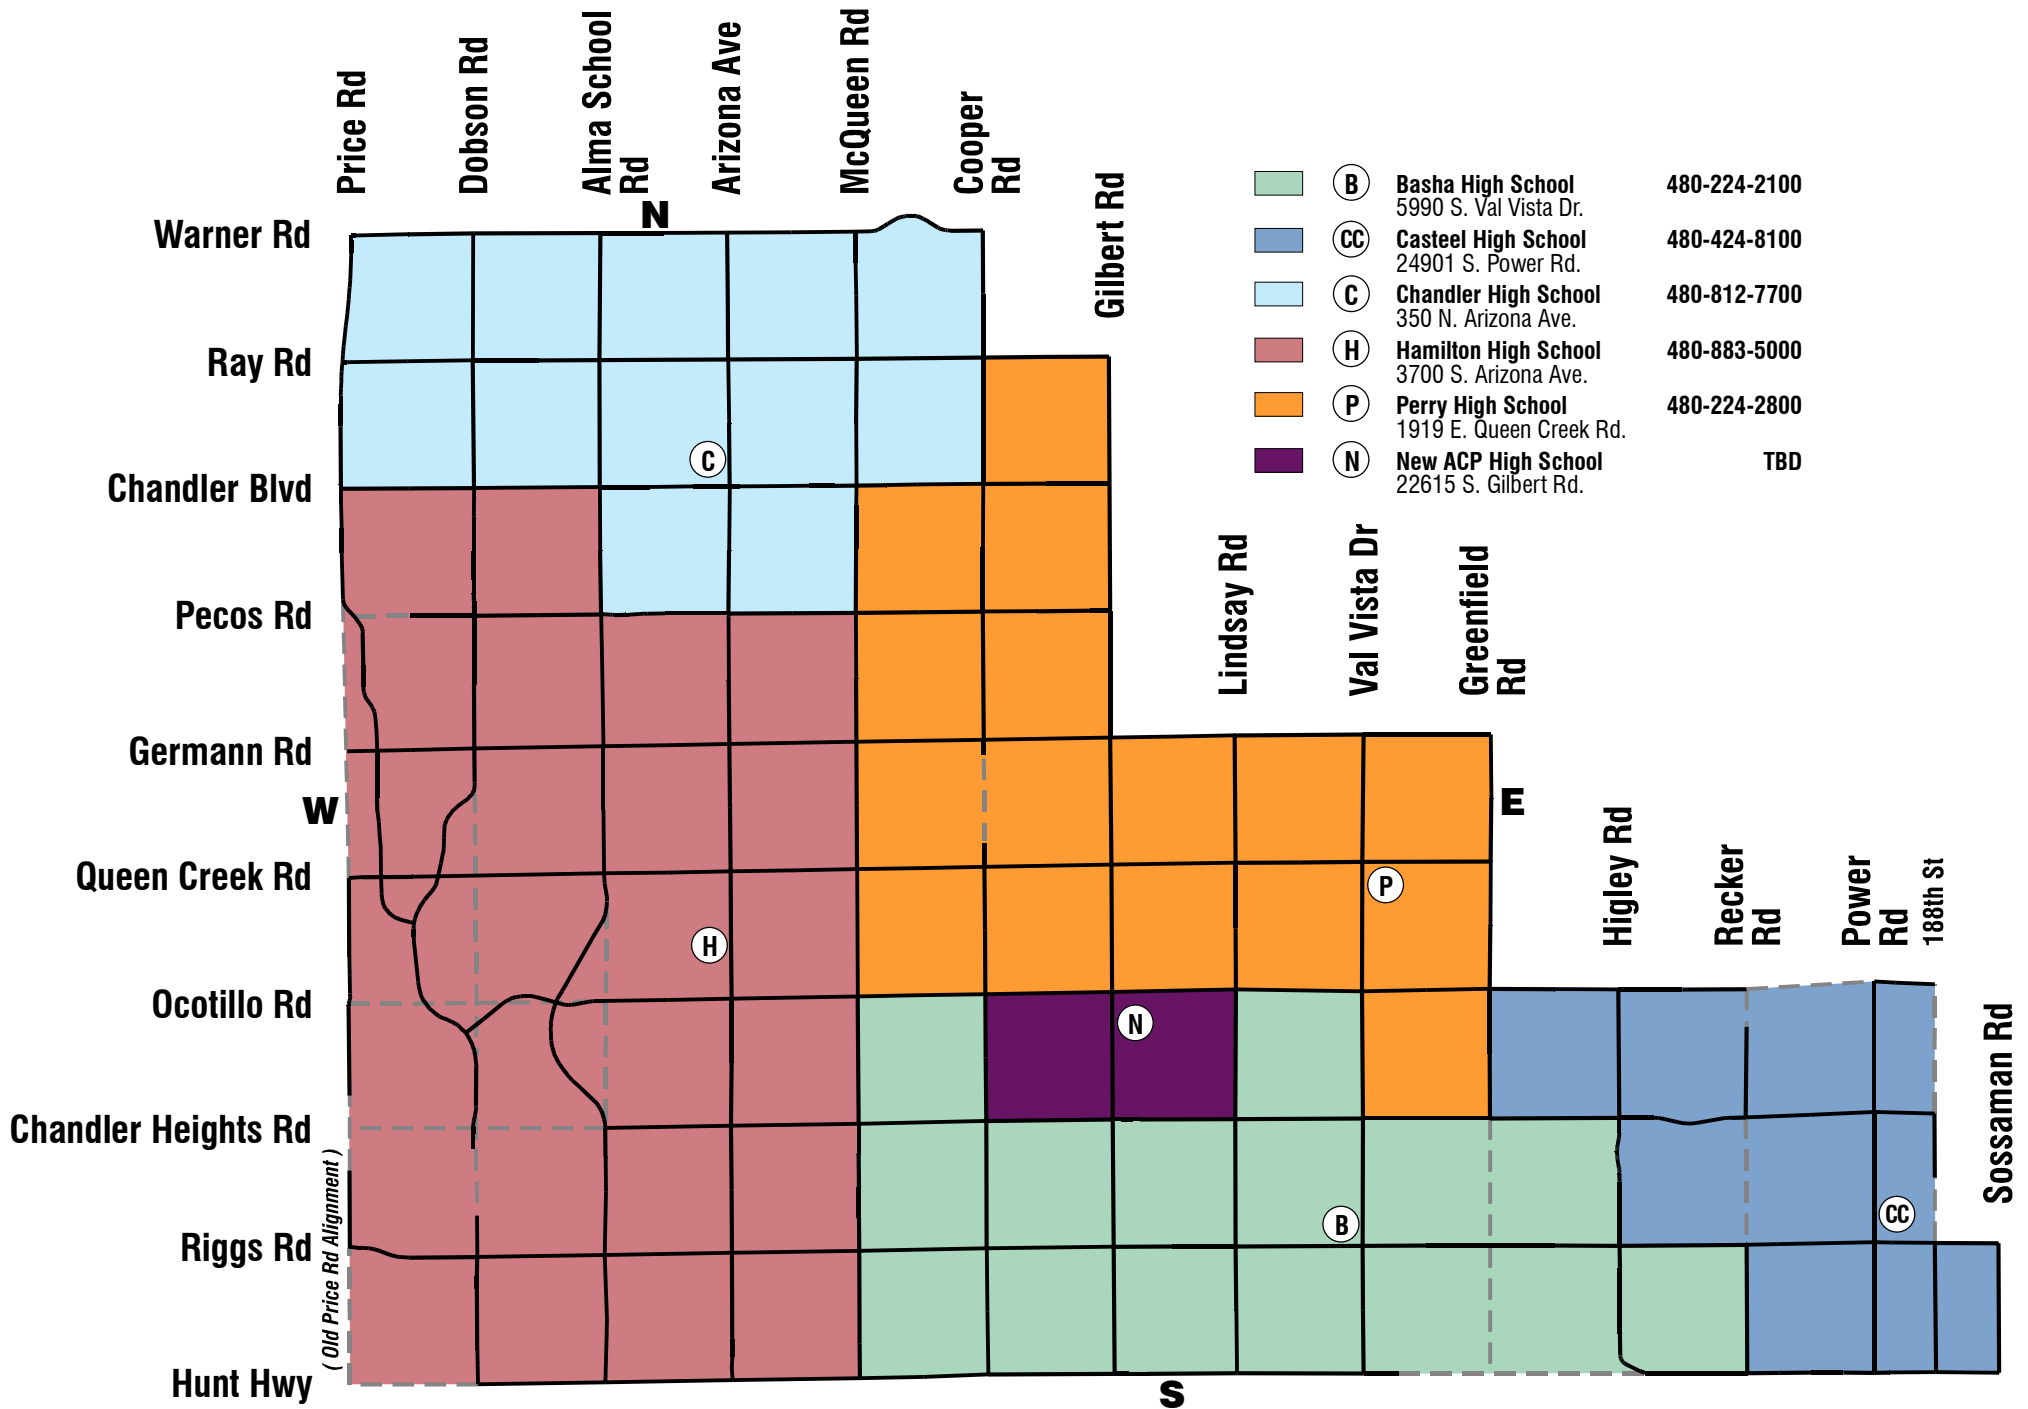 Price Rd
Dobson Rd
Alma School
Rd
Arizona Ave
McQueen Rd
Cooper
Rd
Gilbert Rd
N
Warner Rd
Ray Rd
Chandler Blvd
Pecos Rd
Germann Rd
W
Queen Creek Rd
Ocotillo Rd
Chandler Heights Rd
Riggs Rd
Hunt Hwy
( Old Price Rd Alignment )
B Basha High School 480-224-2100
5990 S. Val Vista Dr.
CC Casteel High School 480-424-8100
24901 S. Power Rd.
C Chandler High School 480-812-7700
350 N. Arizona Ave.
H Hamilton High School 480-883-5000
3700 S. Arizona Ave.
P Perry High School 480-224-2800
1919 E. Queen Creek Rd.
N New ACP High School TBD
22615 S. Gilbert Rd.
Lindsay Rd
Val Vista Dr
Greenfield
Rd
E
Higley Rd
Recker
Rd
Power
Rd
188th St
Sossaman Rd
C
P
H
N
CC
B
S